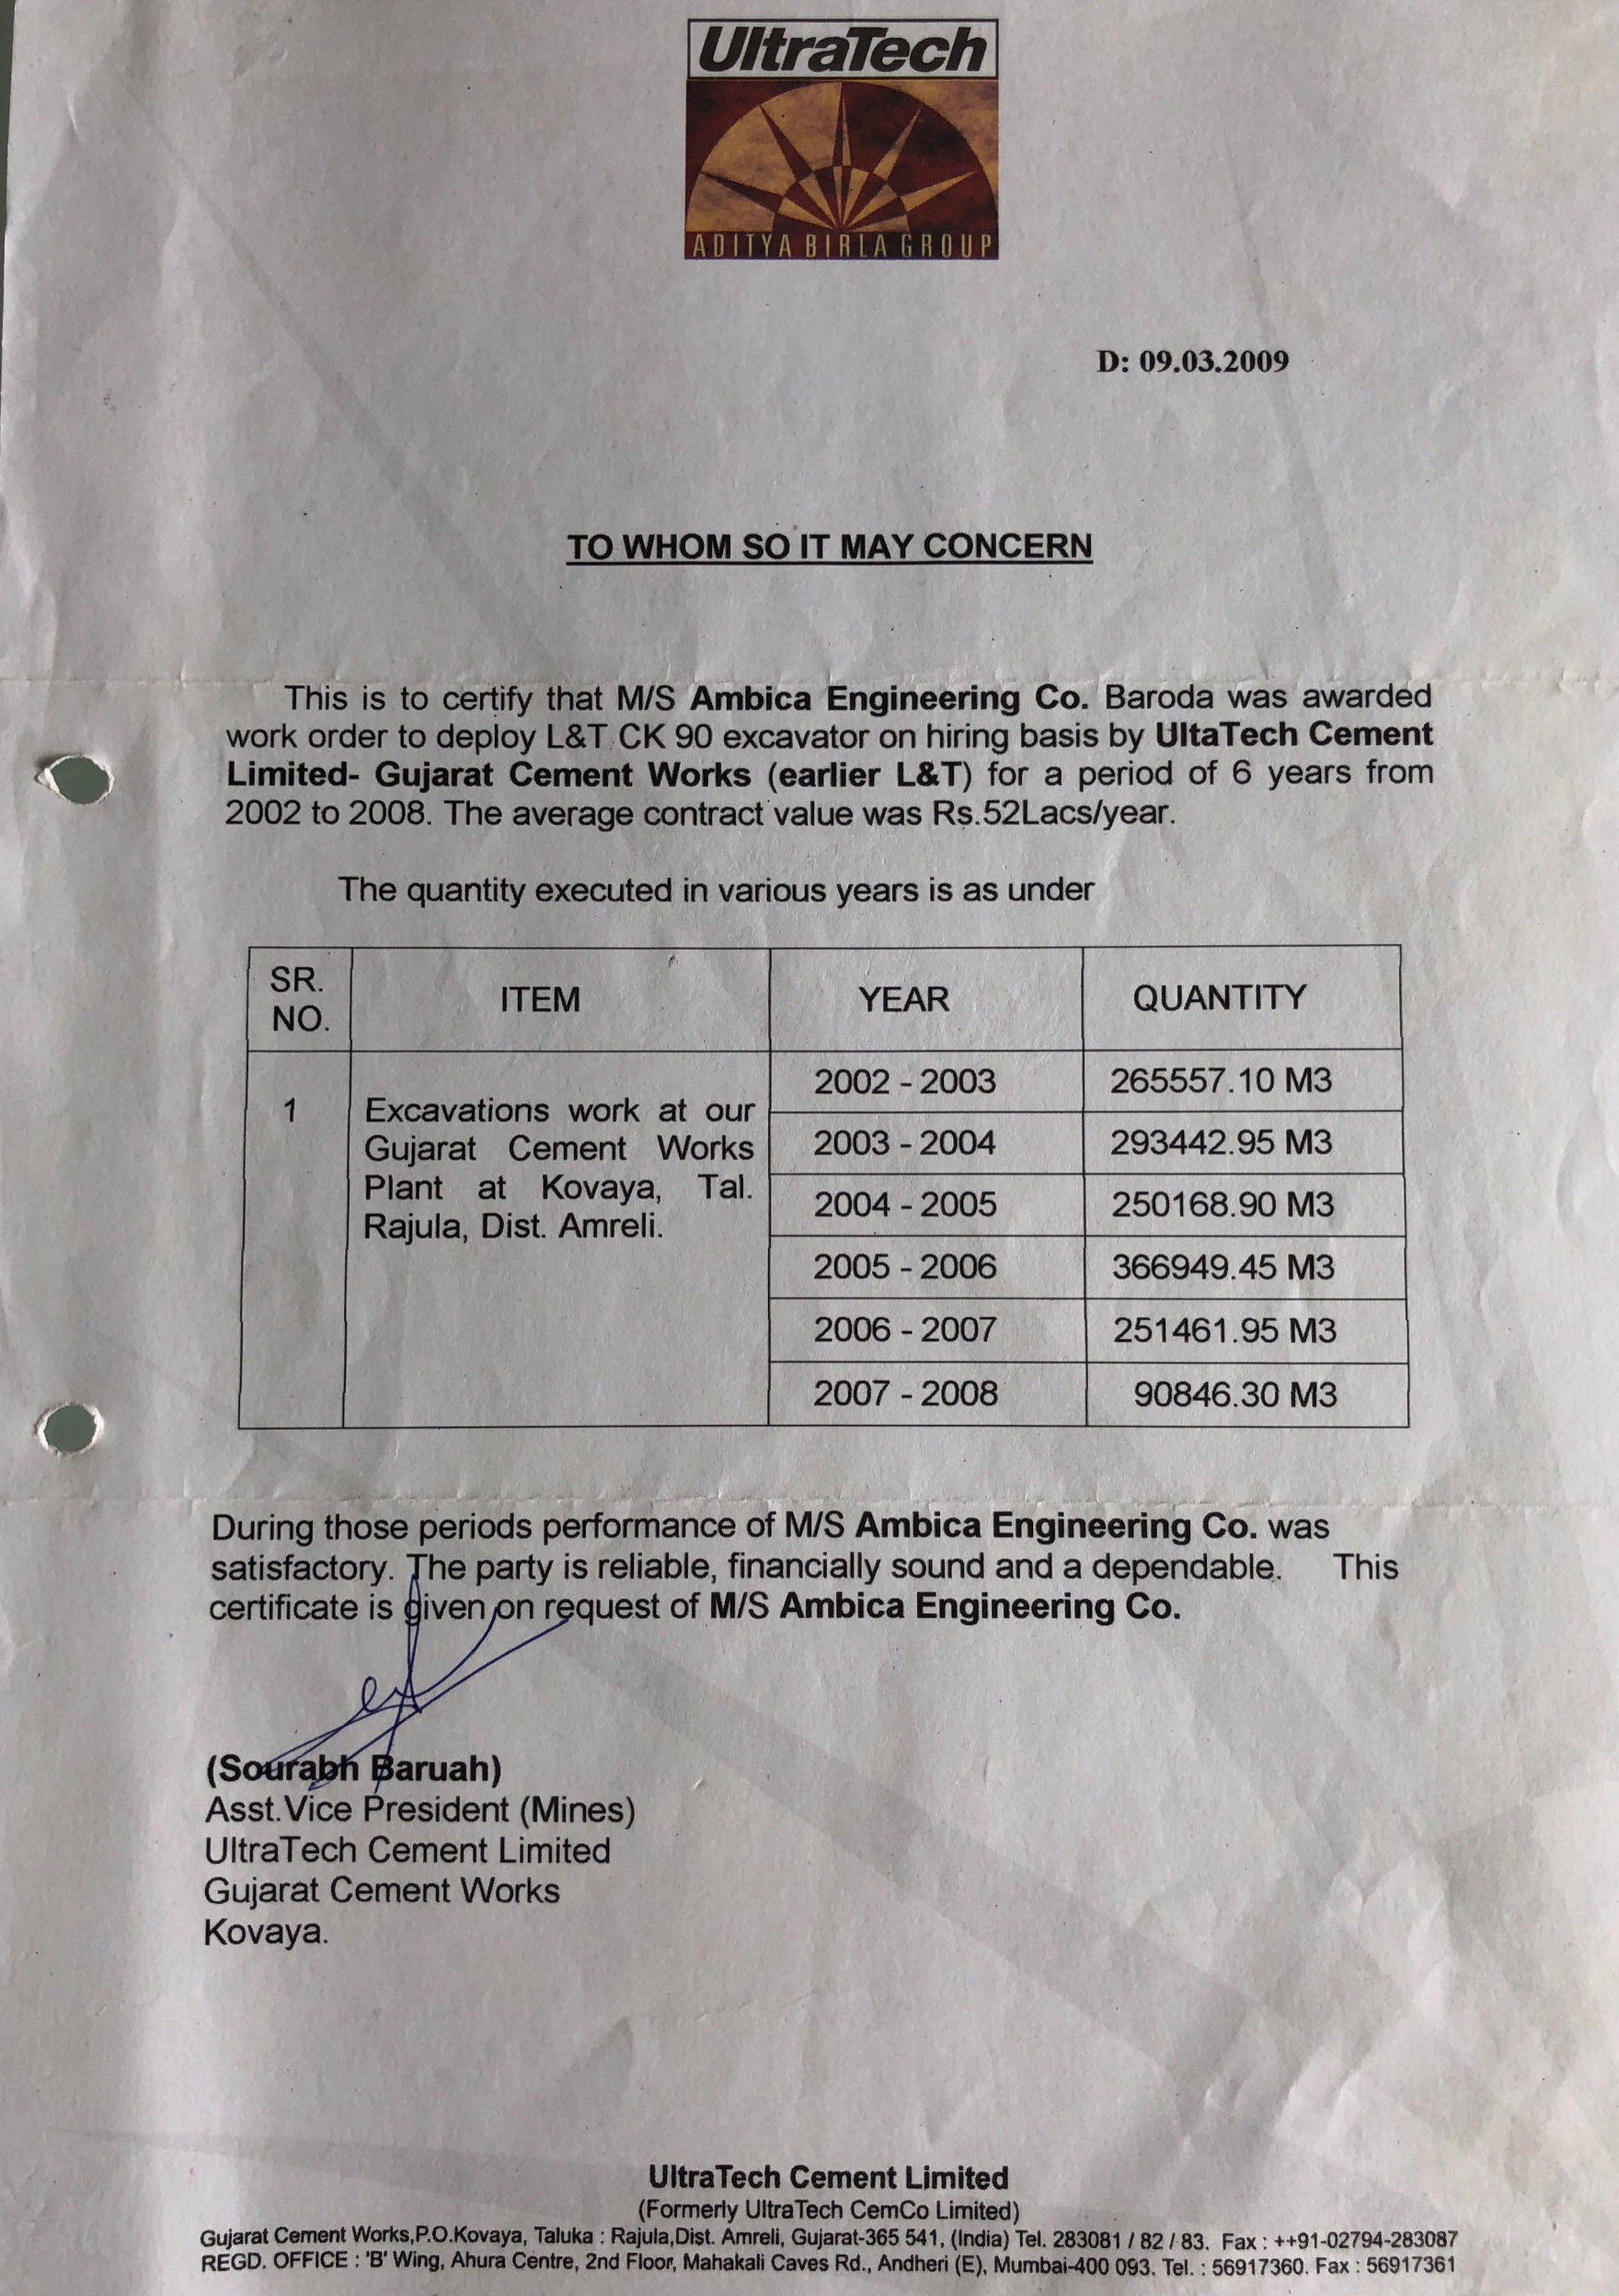 UltraTech
ADITYA BIRLA GROUP
D: 09.03.2009
TO WHOM SO IT MAY CONCERN
This is to certify that M/S Ambica Engineering Co. Baroda was awarded
work order to deploy L&T CK 90 excavator on hiring basis by UltaTech Cement
Limited- Gujarat Cement Works (earlier L&T) for a period of 6 years from
2002 to 2008. The average contract value was Rs.52Lacs/year.
The quantity executed in various years is as under
SR. NO. ITEM YEAR QUANTITY
1 Excavations work at our
Gujarat Cement Works
Plant at Kovaya, Tal.
Rajula, Dist. Amreli.
2002 - 2003 265557.10 M3
2003 - 2004 293442.95 M3
2004 - 2005 250168.90 M3
2005 - 2006 366949.45 M3
2006 - 2007 251461.95 M3
2007 - 2008 90846.30 M3
During those periods performance of M/S Ambica Engineering Co. was
satisfactory. The party is reliable, financially sound and a dependable. This
certificate is given on request of M/S Ambica Engineering Co.
(Sourabh Baruah)
Asst.Vice President (Mines)
UltraTech Cement Limited
Gujarat Cement Works
Kovaya.
UltraTech Cement Limited
(Formerly UltraTech CemCo Limited)
Gujarat Cement Works,P.O.Kovaya, Taluka : Rajula,Dist. Amreli, Gujarat-365 541, (India) Tel. 283081 / 82 / 83. Fax : ++91-02794-283087
REGD. OFFICE : 'B' Wing, Ahura Centre, 2nd Floor, Mahakali Caves Rd., Andheri (E), Mumbai-400 093. Tel. : 56917360. Fax : 56917361